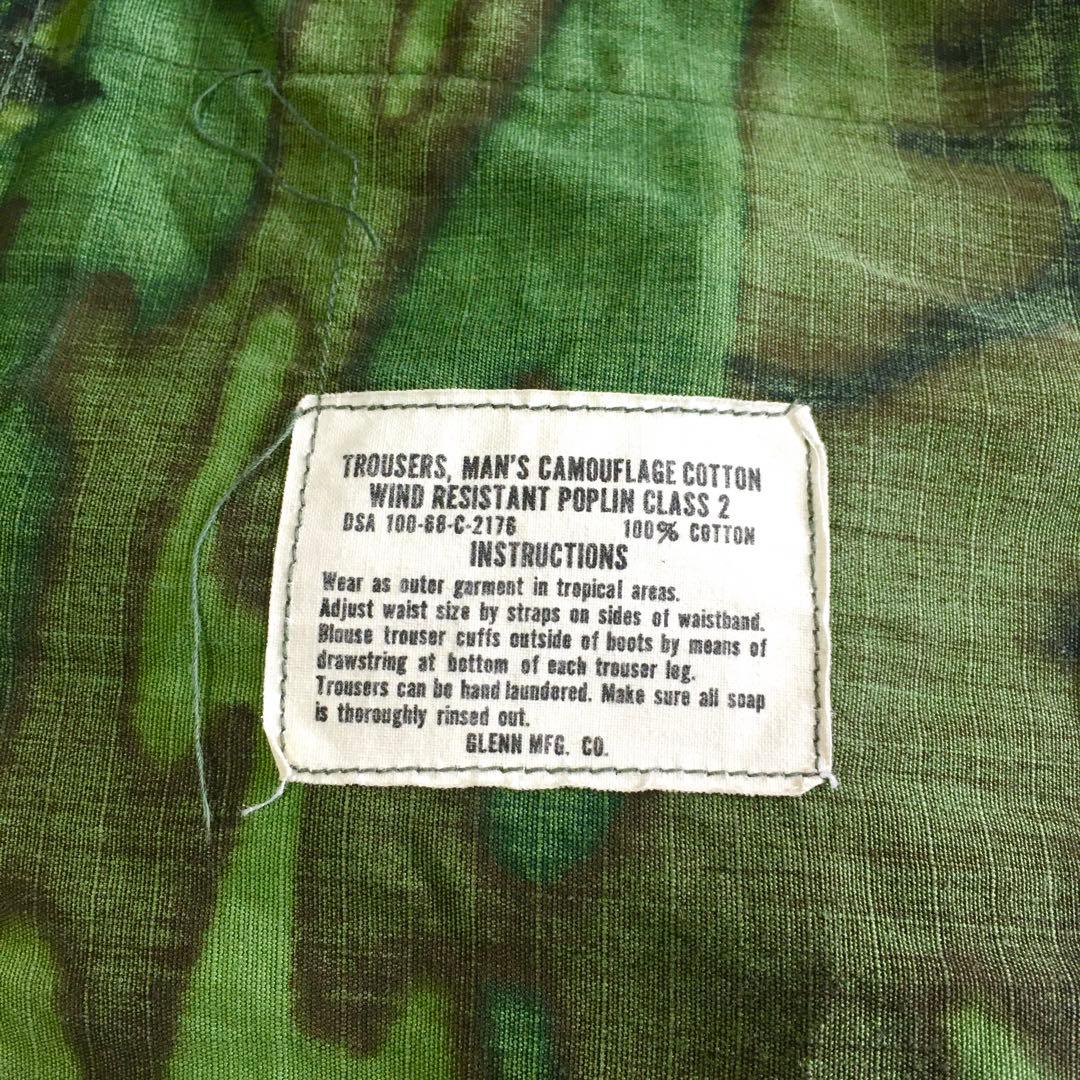 TROUSERS, MAN'S CAMOUFLAGE COTTON
WIND RESISTANT POPLIN CLASS 2
DSA 100-68-C-2176 100% COTTON
INSTRUCTIONS
Wear as outer garment in tropical areas.
Adjust waist size by straps on sides of waistband.
Blouse trouser cuffs outside of boots by means of
drawstring at bottom of each trouser leg.
Trousers can be hand laundered. Make sure all soap
is thoroughly rinsed out.
GLENN MFG. CO.